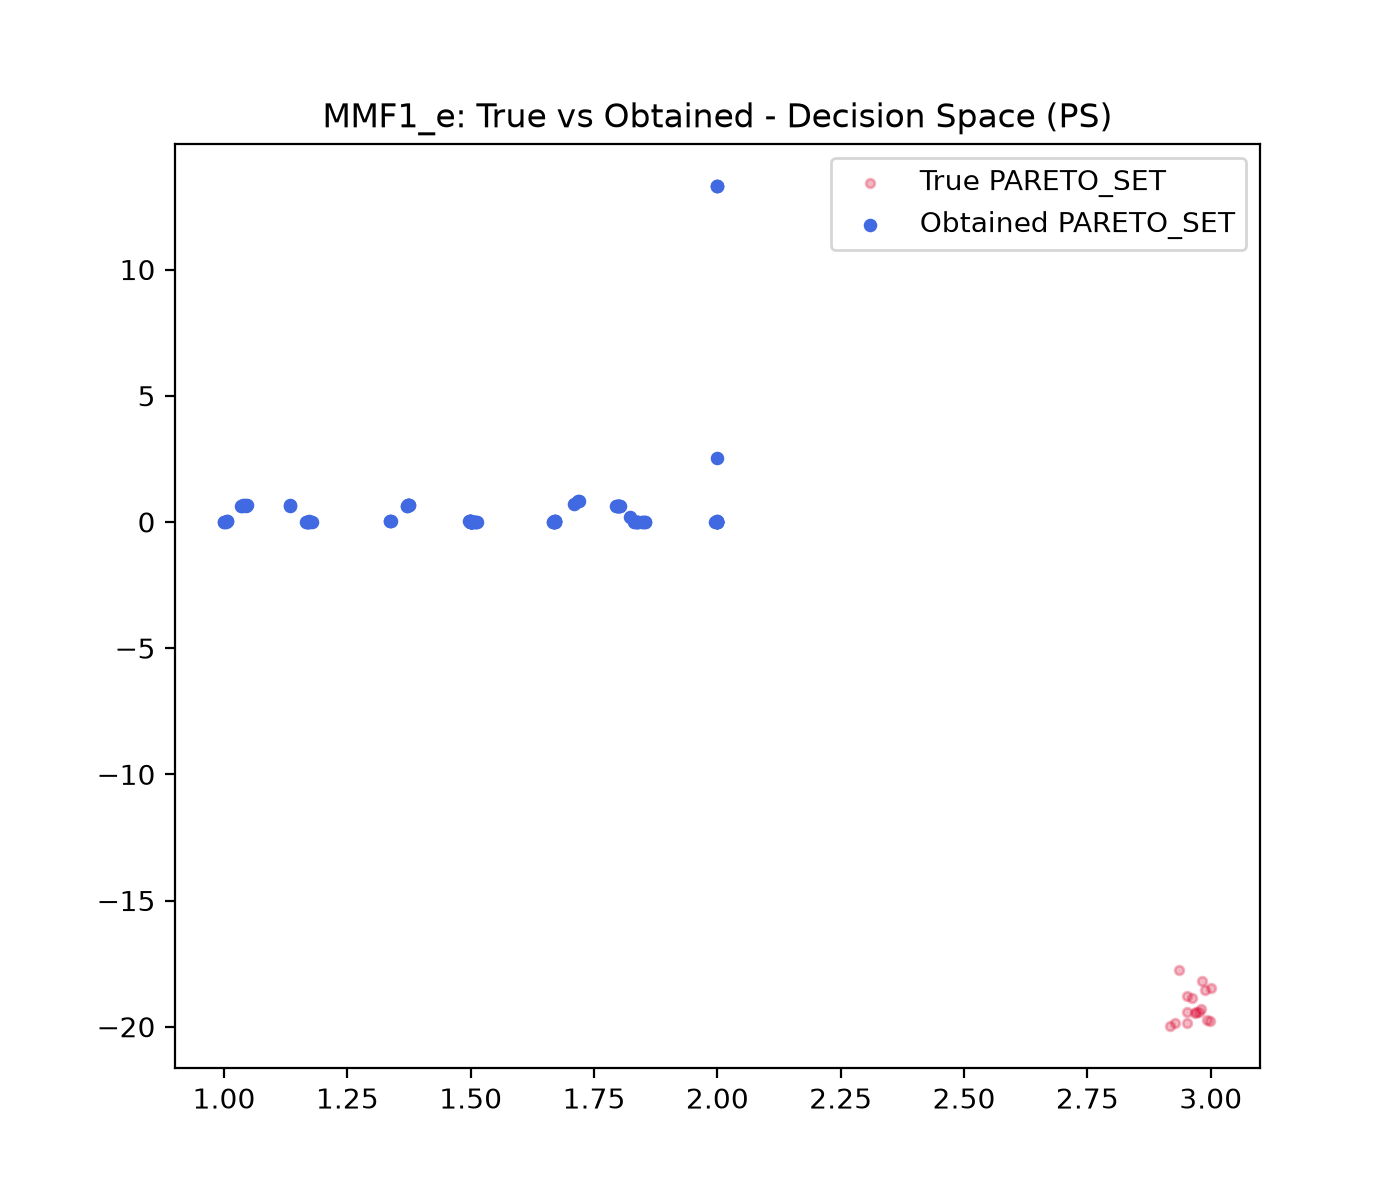 MMF1_e: True vs Obtained - Decision Space (PS)
True PARETO_SET
Obtained PARETO_SET
10
5
0
−5
−10
−15
−20
1.00 1.25 1.50 1.75 2.00 2.25 2.50 2.75 3.00